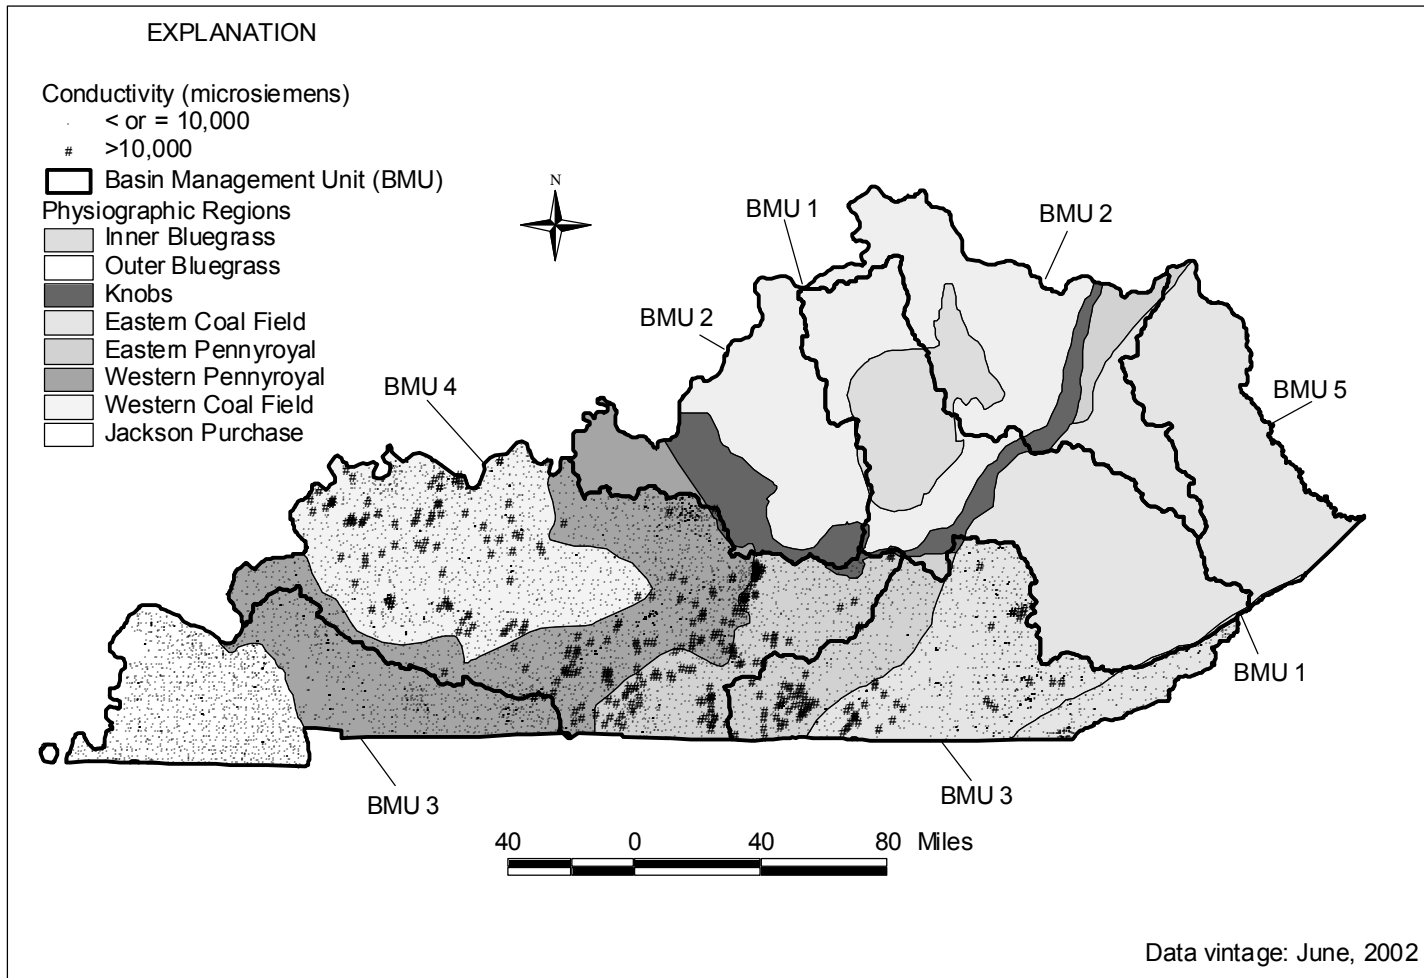 EXPLANATION
Conductivity (microsiemens)
< or = 10,000
# >10,000
Basin Management Unit (BMU)
Physiographic Regions
Inner Bluegrass
Outer Bluegrass
Knobs
Eastern Coal Field
Eastern Pennyroyal
Western Pennyroyal
Western Coal Field
Jackson Purchase
N
BMU 1
BMU 2
BMU 2
BMU 4
BMU 5
BMU 1
BMU 3
BMU 3
40 0 40 80 Miles
Data vintage: June, 2002